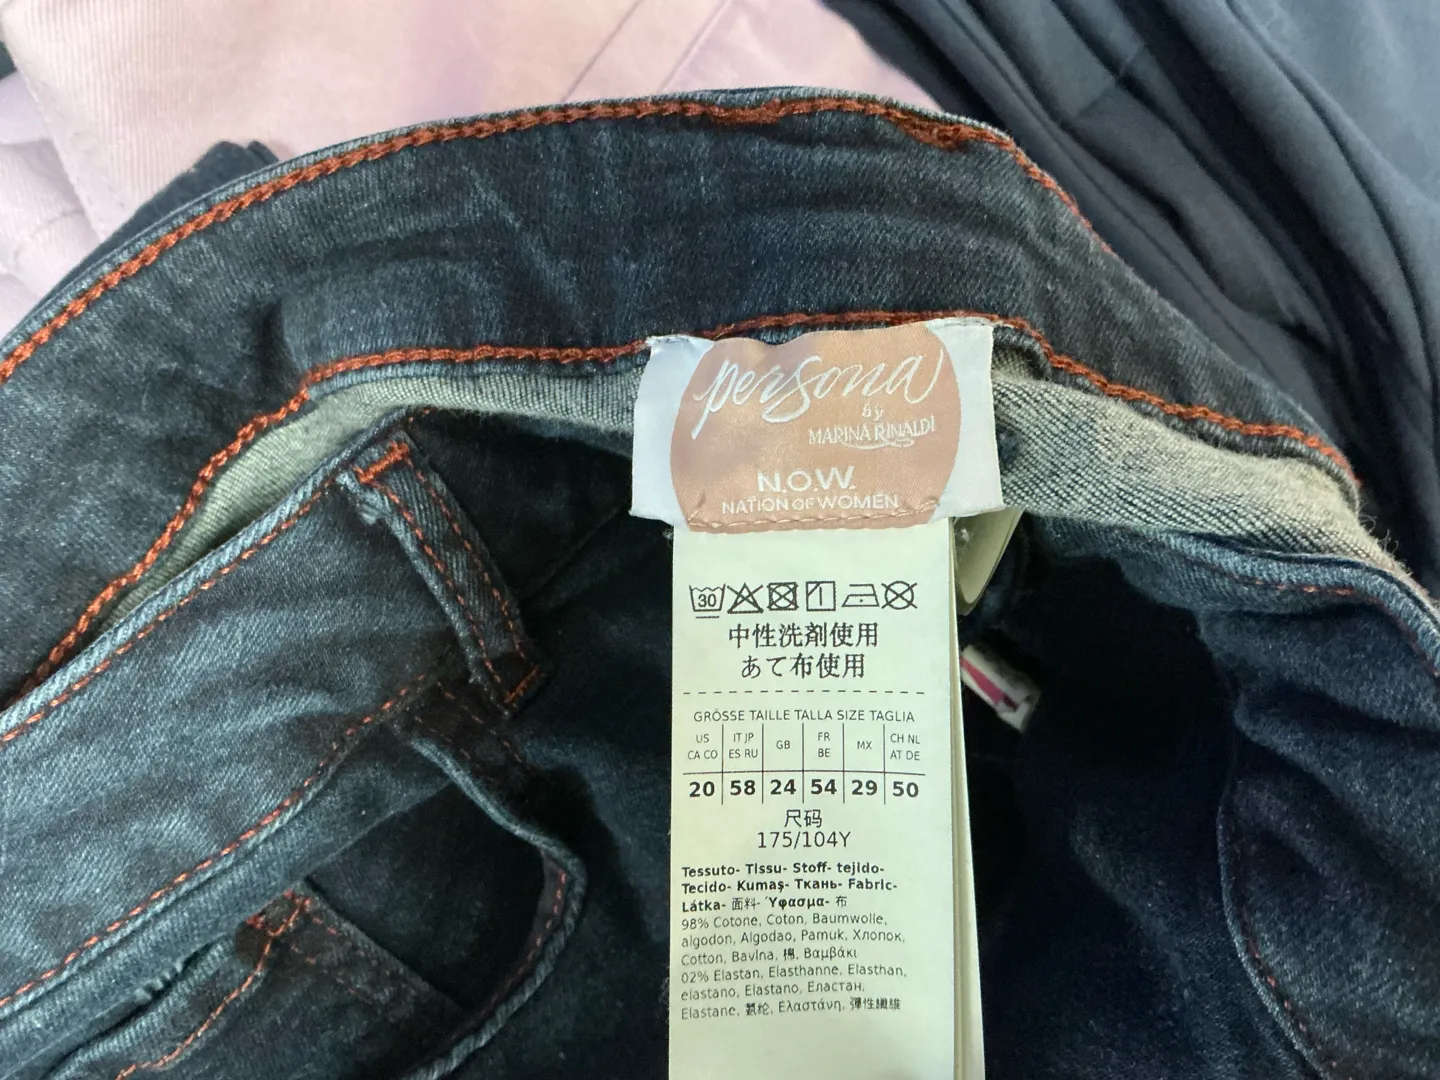 persona
by
MARINA RINALDI
N.O.W.
NATION OF WOMEN
30
中性洗剤使用
あて布使用
GRÖSSE TAILLE TALLA SIZE TAGLIA
US CA CO IT JP ES RU GB FR BE MX CH NL AT DE
20 58 24 54 29 50
尺码
175/104Y
Tessuto- Tissu- Stoff- tejido-
Tecido- Kumaş- Ткань- Fabric-
Látka- 面料- Ύφασμα- 布
98% Cotone, Coton, Baumwolle,
algodon, Algodao, Pamuk, Хлопок,
Cotton, Bavlna, 棉, Βαμβάκι
02% Elastan, Elasthanne, Elasthan,
elastano, Elastano, Еластан,
Elastane, 氨纶, Ελαστάνη, 弾性繊維